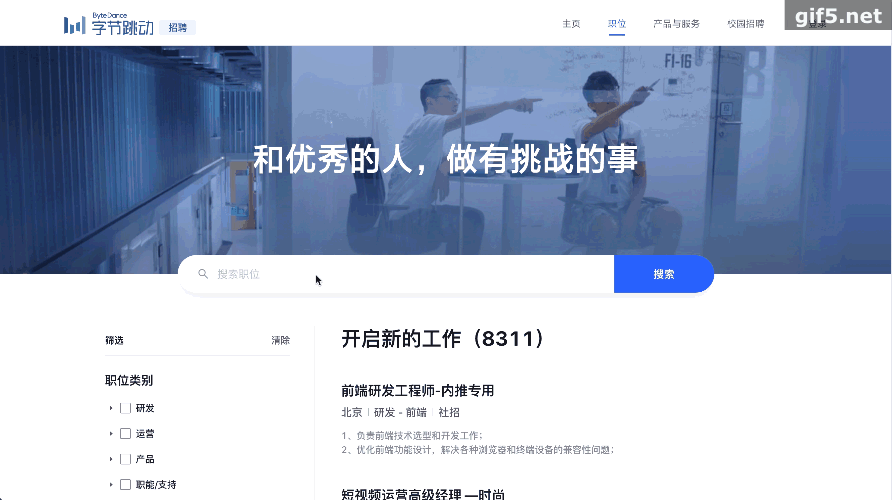 ByteDance
字节跳动 招聘
主页 职位 产品与服务 校园招聘 登录
gif5.net
F1-16
和优秀的人，做有挑战的事
搜索职位
搜索
筛选 清除
职位类别
研发
运营
产品
职能/支持
开启新的工作（8311）
前端研发工程师-内推专用
北京 | 研发 - 前端 | 社招
1、负责前端技术选型和开发工作；
2、优化前端功能设计，解决各种浏览器和终端设备的兼容性问题；
短视频运营高级经理 —时尚